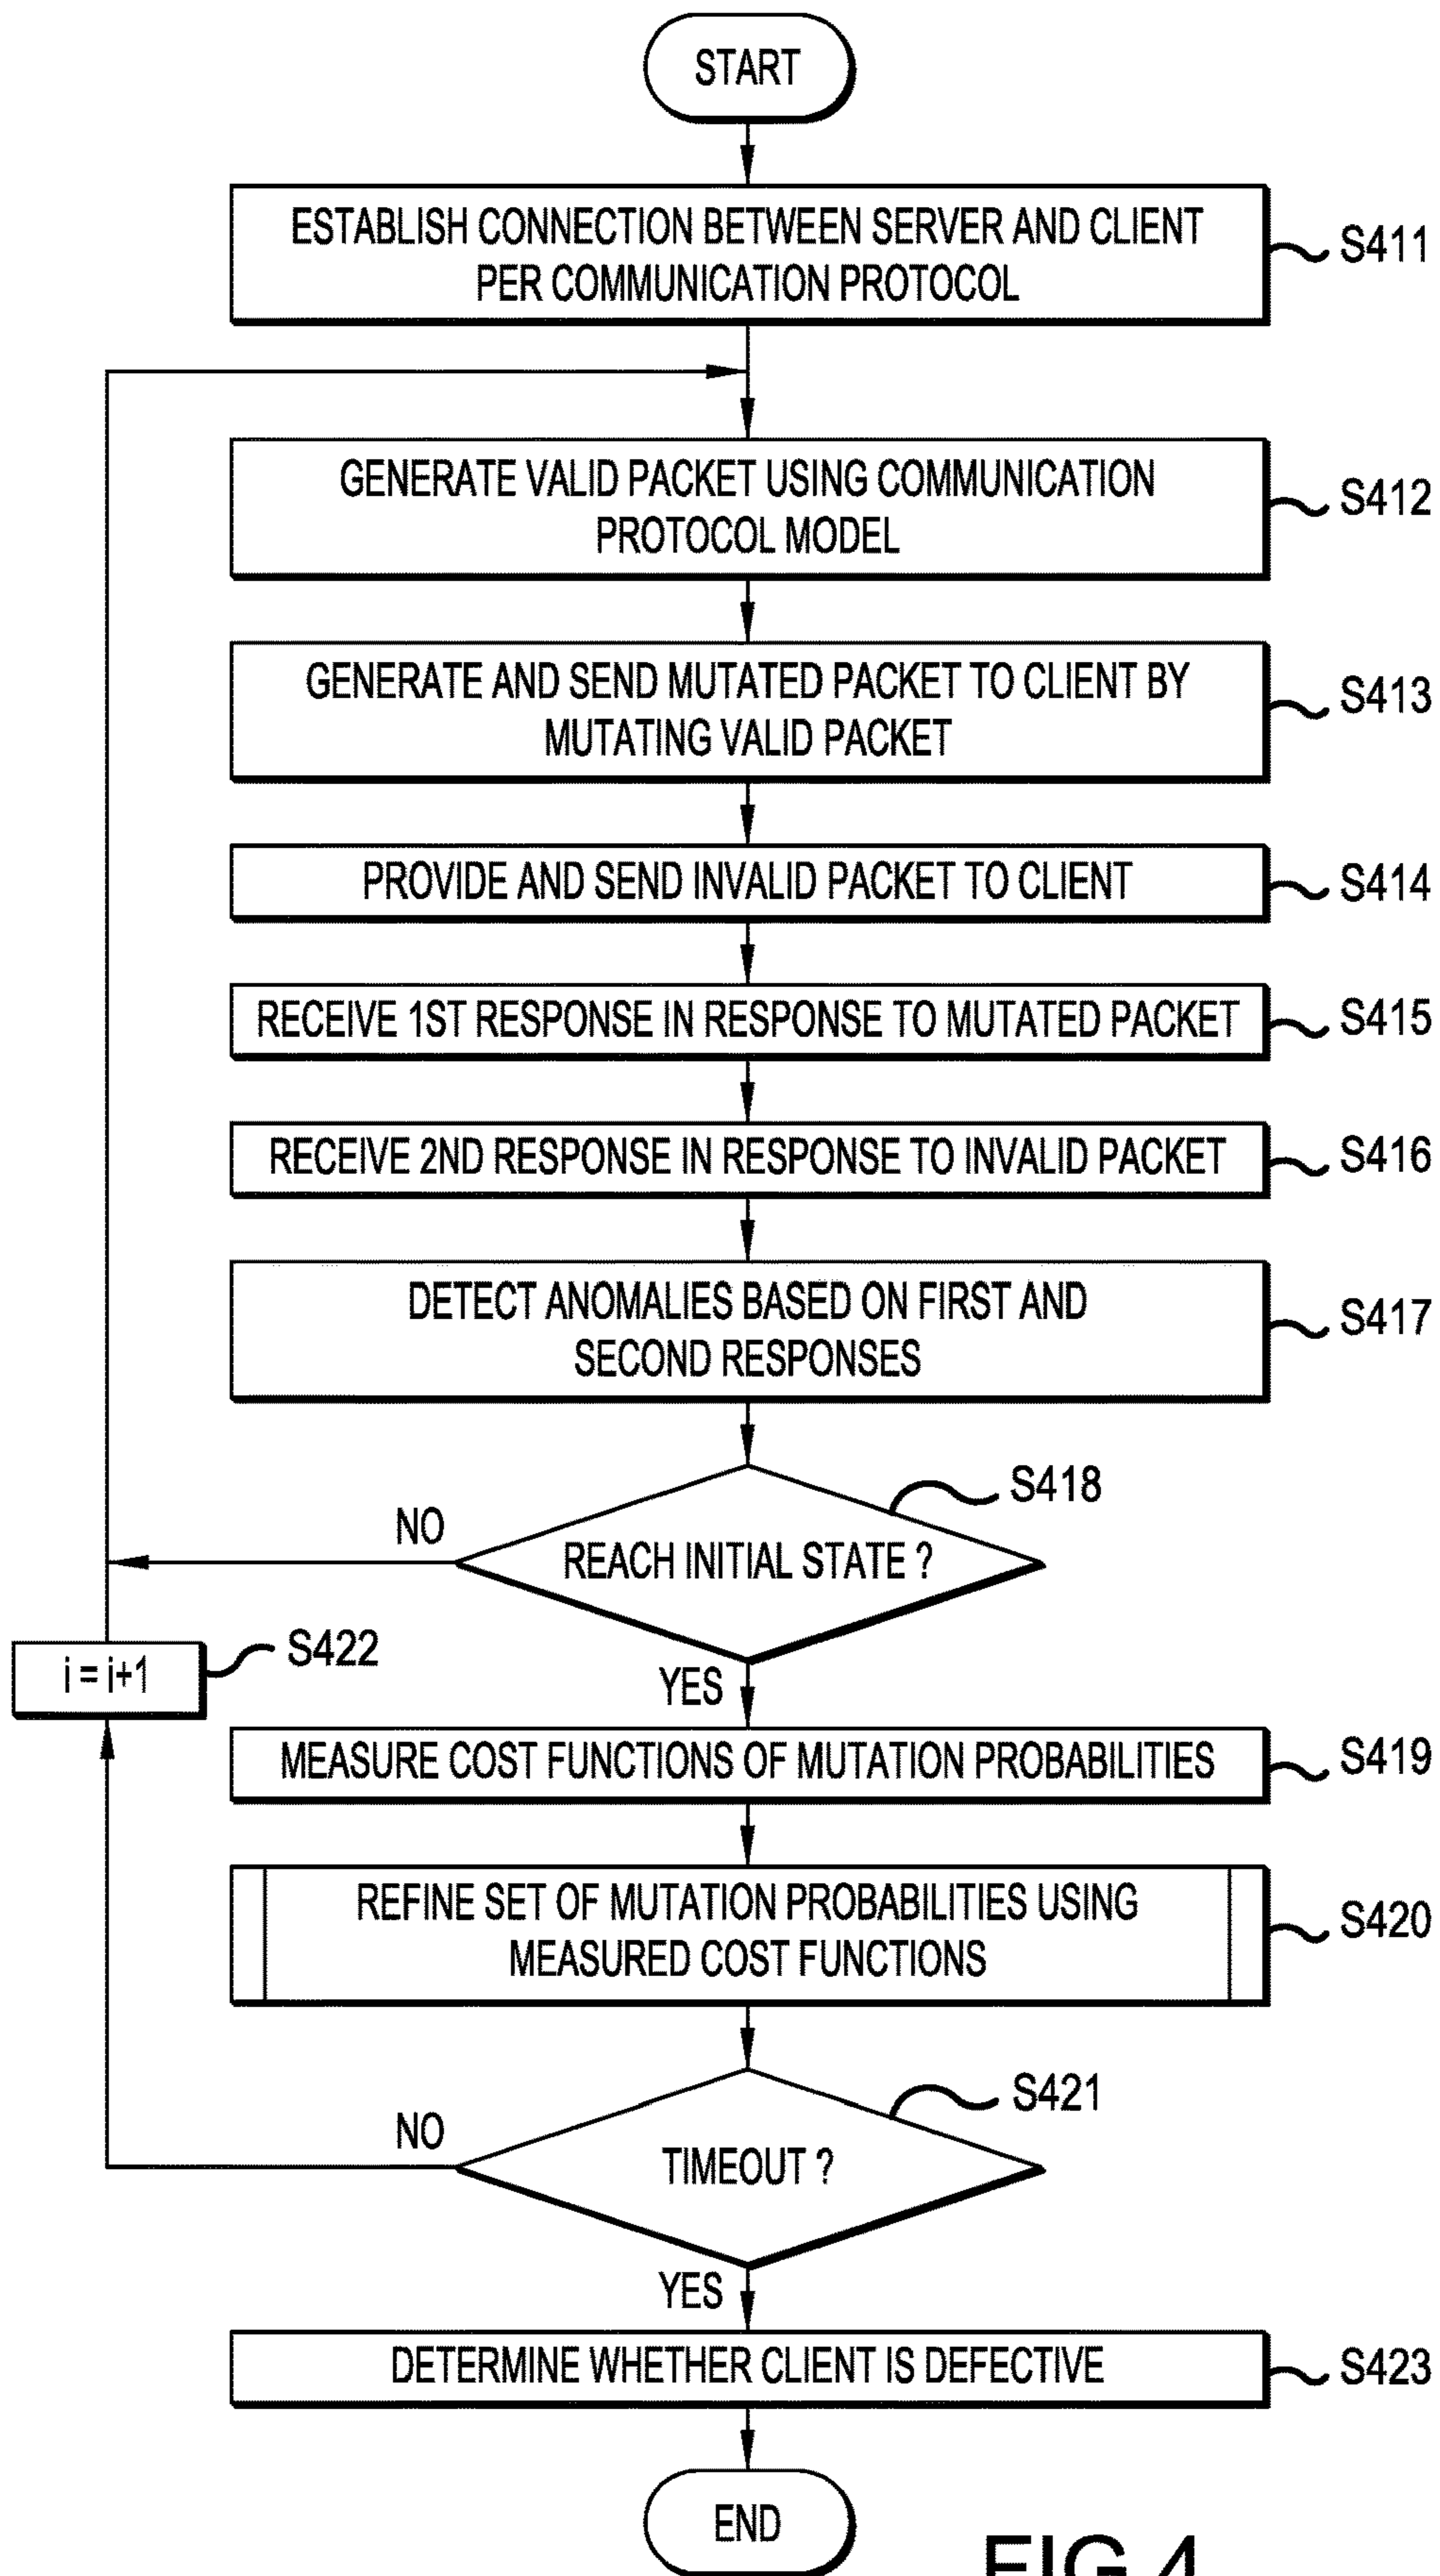 START
ESTABLISH CONNECTION BETWEEN SERVER AND CLIENT
PER COMMUNICATION PROTOCOL
S411
GENERATE VALID PACKET USING COMMUNICATION
PROTOCOL MODEL
S412
GENERATE AND SEND MUTATED PACKET TO CLIENT BY
MUTATING VALID PACKET
S413
PROVIDE AND SEND INVALID PACKET TO CLIENT
S414
RECEIVE 1ST RESPONSE IN RESPONSE TO MUTATED PACKET
S415
RECEIVE 2ND RESPONSE IN RESPONSE TO INVALID PACKET
S416
DETECT ANOMALIES BASED ON FIRST AND
SECOND RESPONSES
S417
S418
NO
REACH INITIAL STATE ?
S422
i = i+1
YES
MEASURE COST FUNCTIONS OF MUTATION PROBABILITIES
S419
REFINE SET OF MUTATION PROBABILITIES USING
MEASURED COST FUNCTIONS
S420
S421
NO
TIMEOUT ?
YES
DETERMINE WHETHER CLIENT IS DEFECTIVE
S423
END
FIG.4